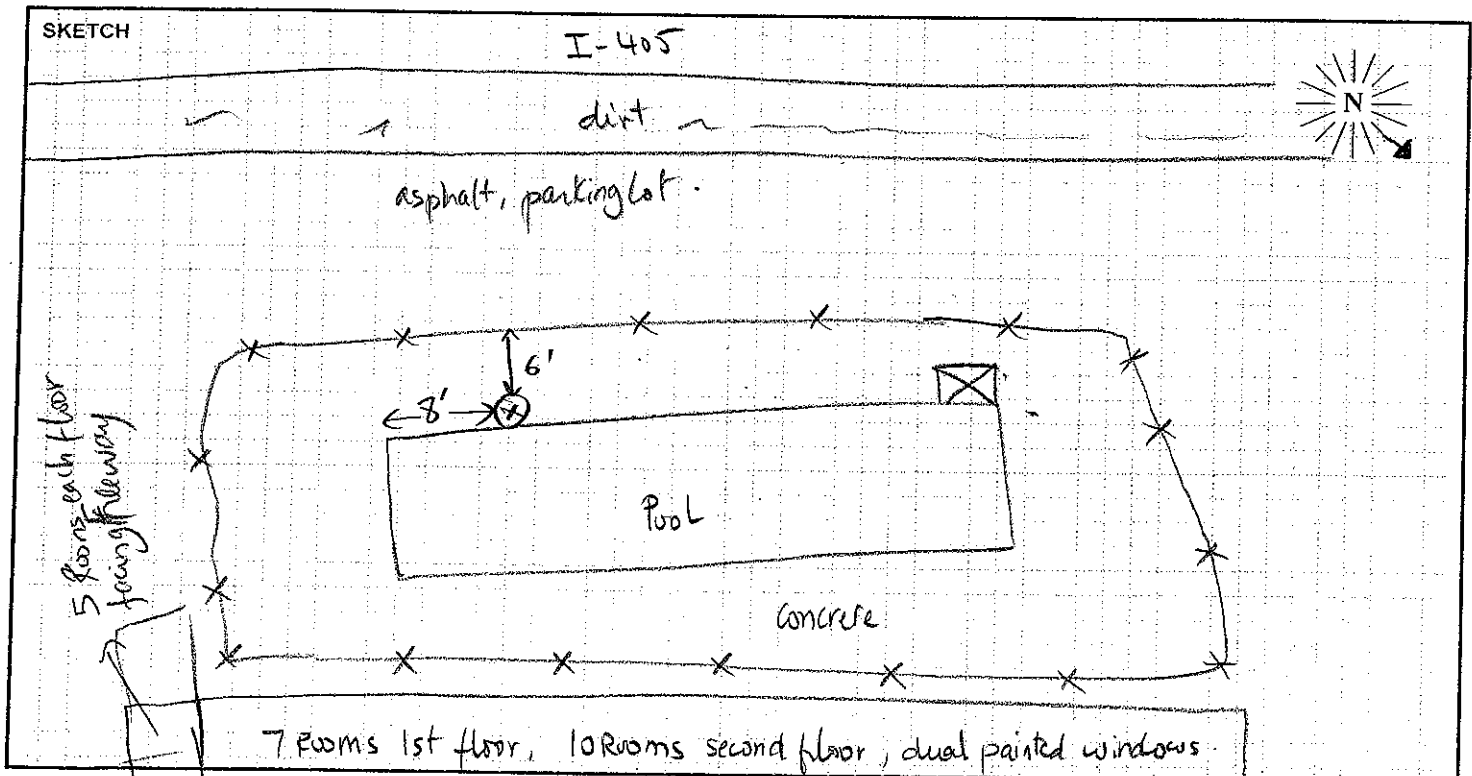 SKETCH
I-405
N
dirt
asphalt, parking lot.
6'
8'
5 Rooms each floor
facing freeway
Pool
Concrete
7 Rooms 1st floor, 10 Rooms second floor, dual painted windows